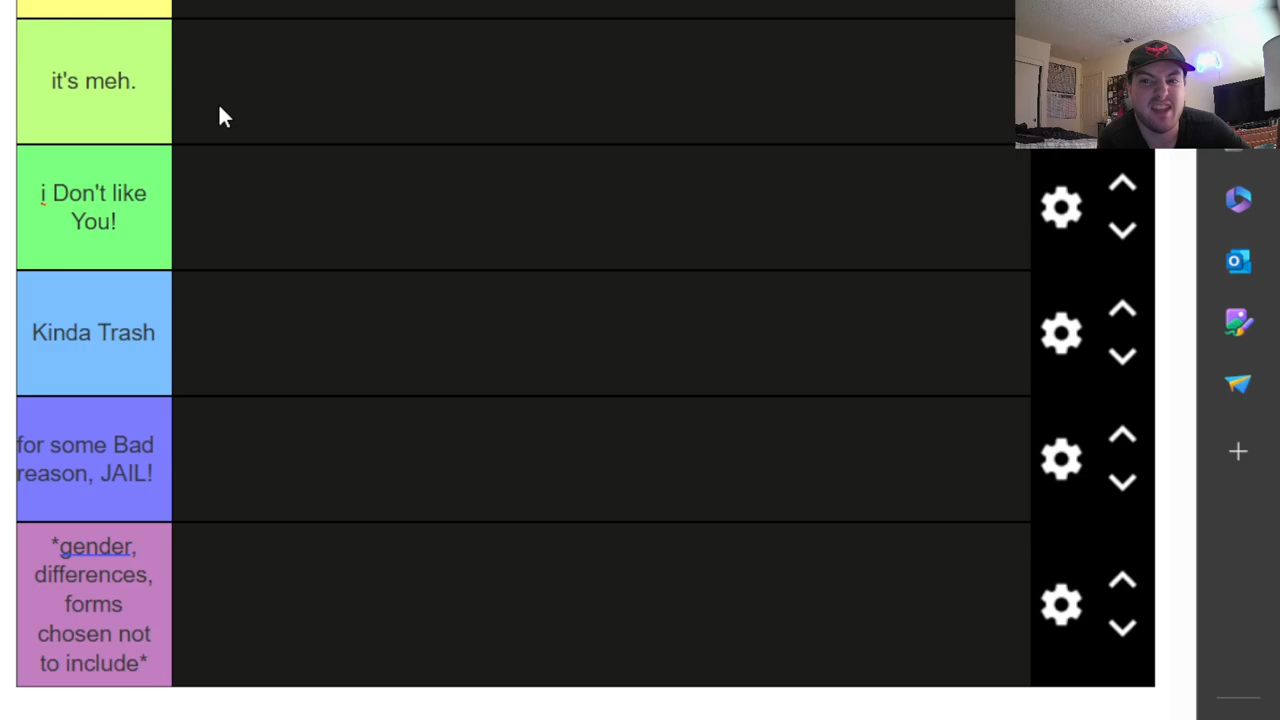 it's meh.
i Don't like
You!
Kinda Trash
for some Bad
reason, JAIL!
*gender,
differences,
forms
chosen not
to include*